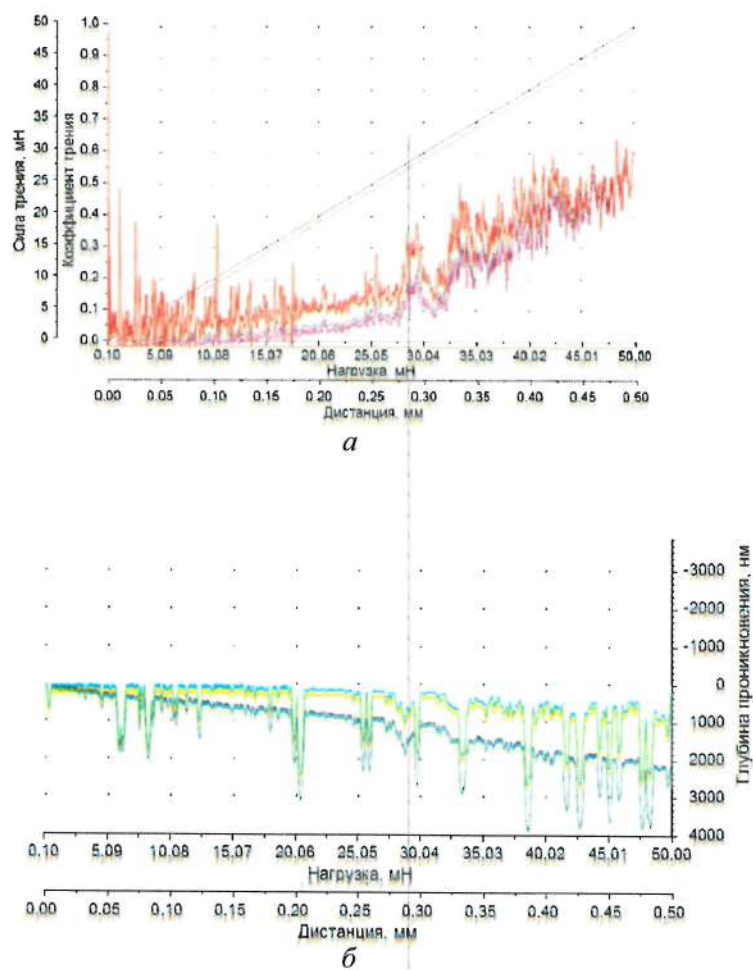 Сила трения, мН
50
45
40
35
30
25
20
15
10
5
0
Коэффициент трения
1.0
0.9
0.8
0.7
0.6
0.5
0.4
0.3
0.2
0.1
0.0
0.10 5.09 10.08 15.07 20.06 25.05 30.04 35.03 40.02 45.01 50.00
Нагрузка, мН
0.00 0.05 0.10 0.15 0.20 0.25 0.30 0.35 0.40 0.45 0.50
Дистанция, мм
а
-3000
-2000
-1000
0
1000
2000
3000
4000
Глубина проникновения, нм
0,10 5,09 10,08 15,07 20,06 25,05 30,04 35,03 40,02 45,01 50,00
Нагрузка, мН
0,00 0,05 0,10 0,15 0,20 0,25 0,30 0,35 0,40 0,45 0,50
Дистанция, мм
б